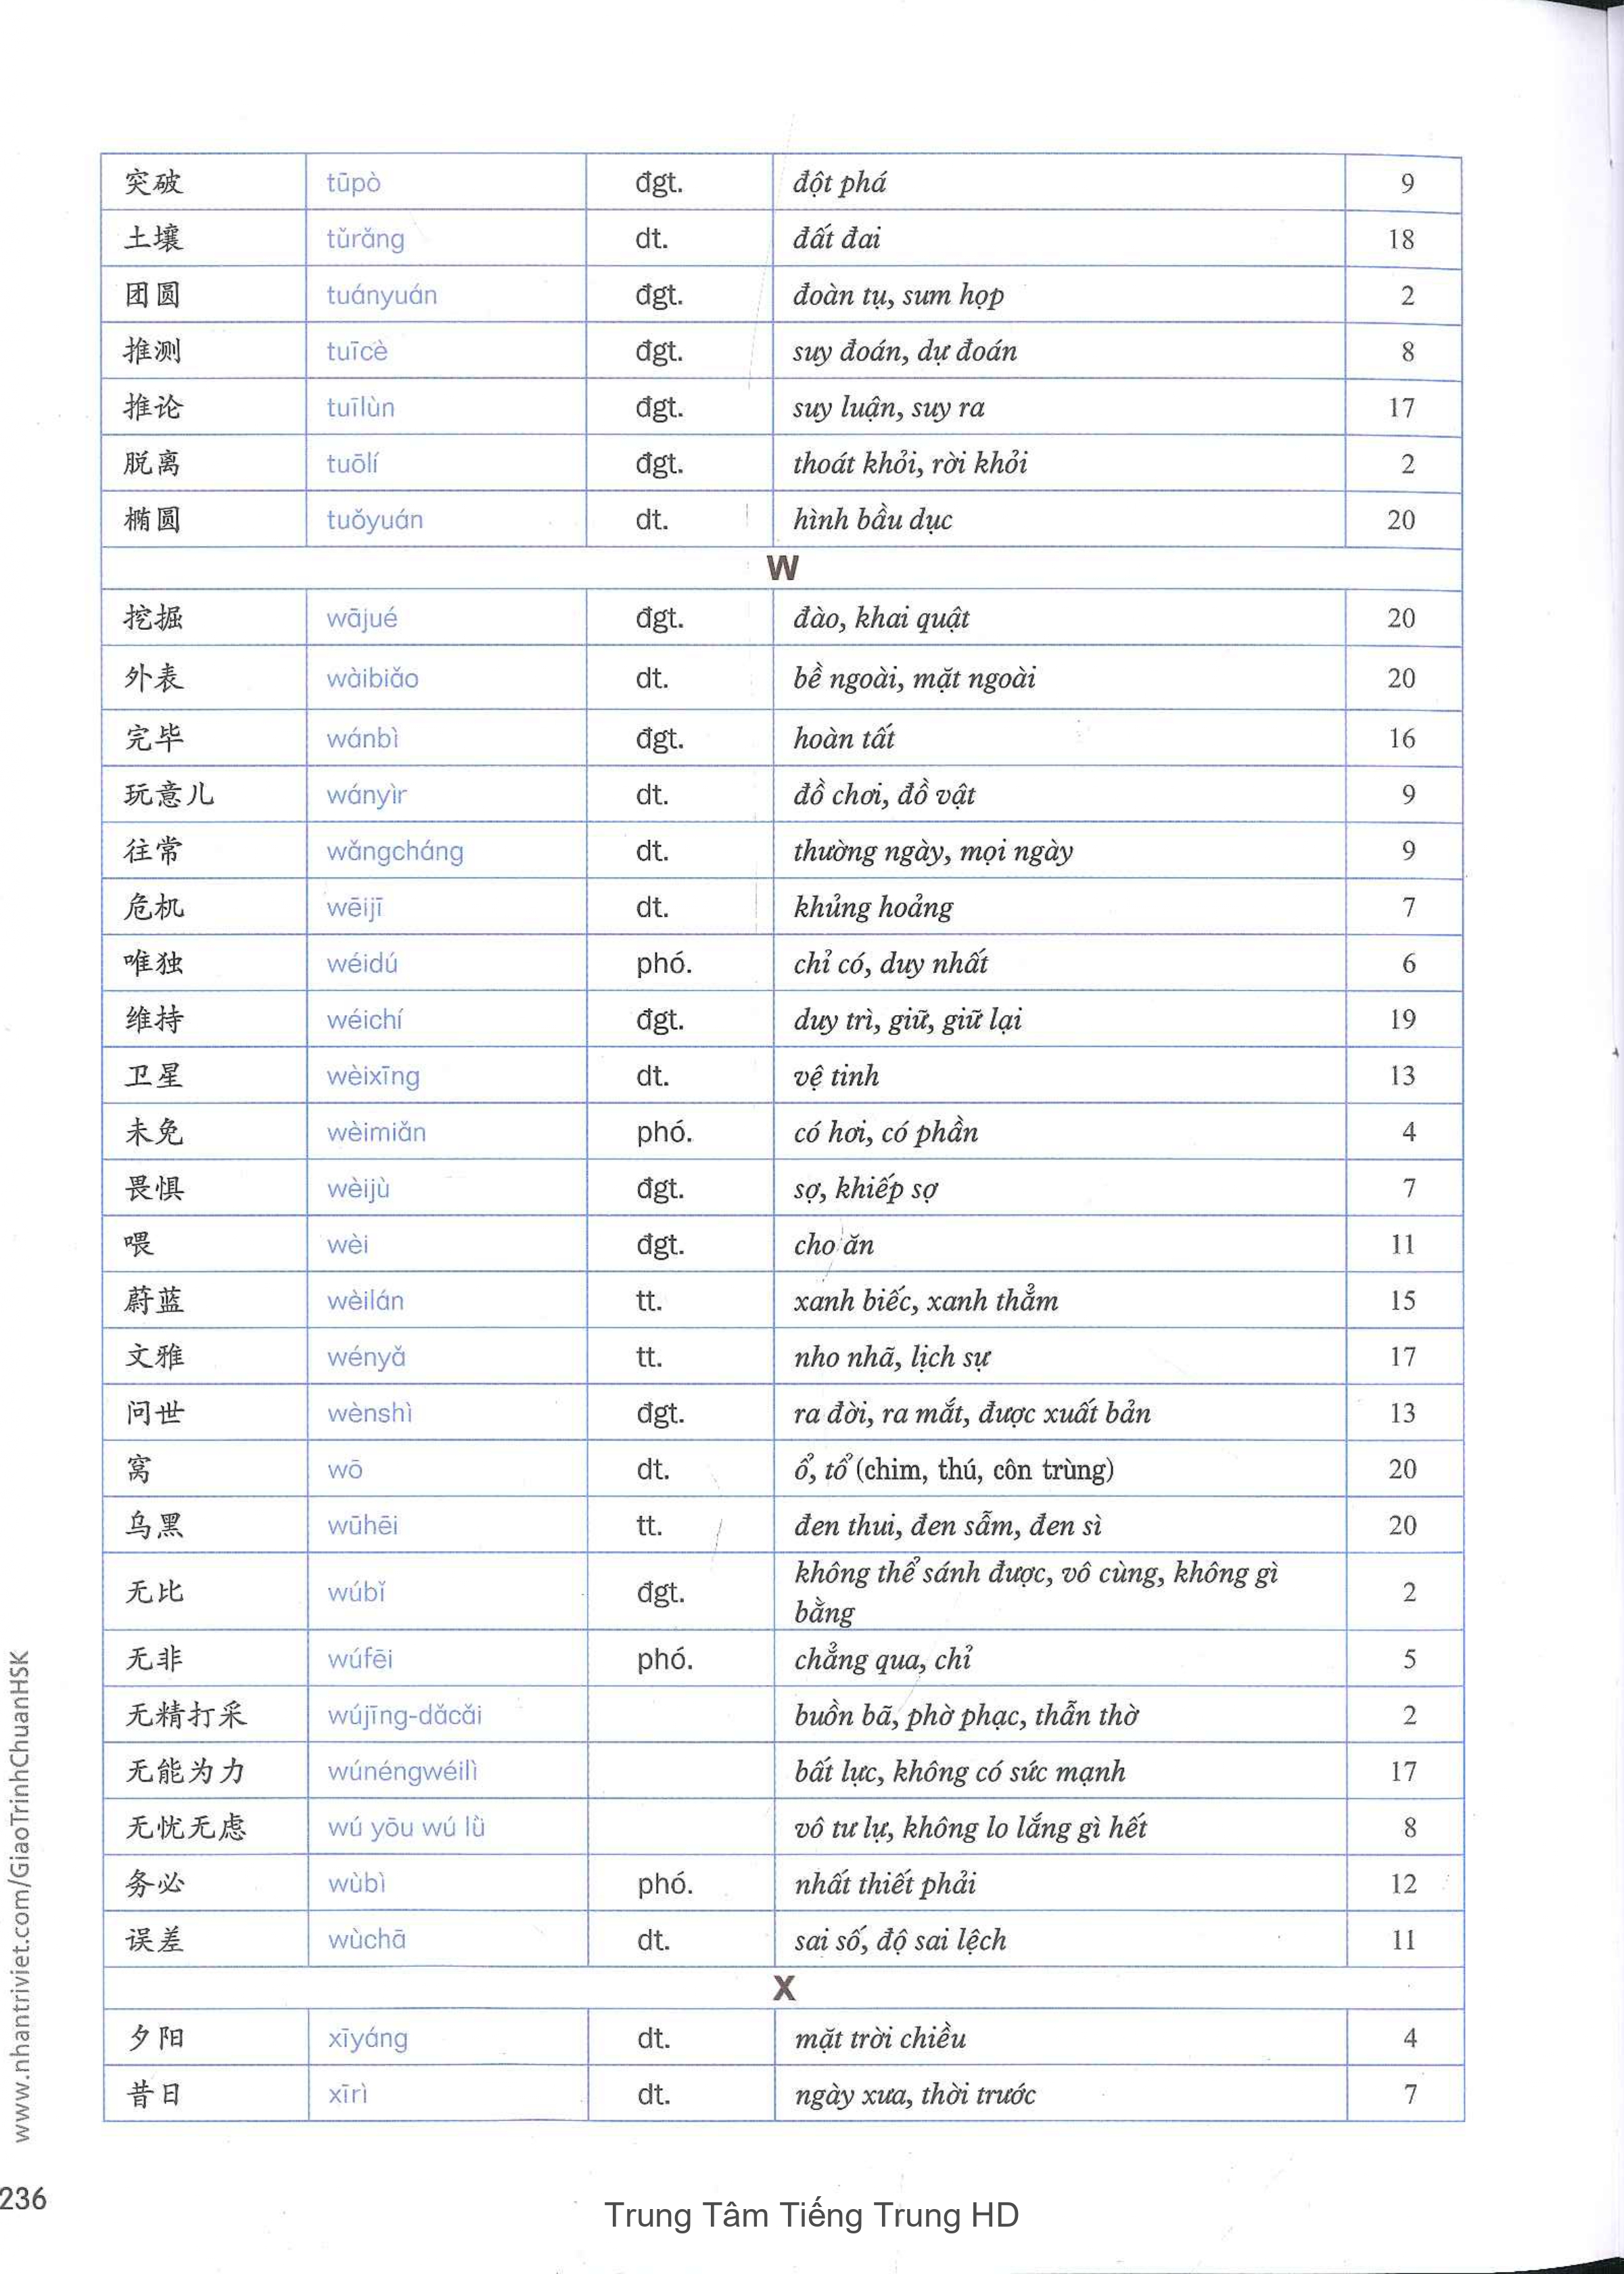 突破 tūpò đgt. đột phá 9
土壤 tǔrǎng dt. đất đai 18
团圆 tuányuán đgt. đoàn tụ, sum họp 2
推测 tuīcè đgt. suy đoán, dự đoán 8
推论 tuīlùn đgt. suy luận, suy ra 17
脱离 tuōlí đgt. thoát khỏi, rời khỏi 2
椭圆 tuǒyuán dt. hình bầu dục 20
W
挖掘 wājué đgt. đào, khai quật 20
外表 wàibiǎo dt. bề ngoài, mặt ngoài 20
完毕 wánbì đgt. hoàn tất 16
玩意儿 wányìr dt. đồ chơi, đồ vật 9
往常 wǎngcháng dt. thường ngày, mọi ngày 9
危机 wēijī dt. khủng hoảng 7
唯独 wéidú phó. chỉ có, duy nhất 6
维持 wéichí đgt. duy trì, giữ, giữ lại 19
卫星 wèixīng dt. vệ tinh 13
未免 wèimiǎn phó. có hơi, có phần 4
畏惧 wèijù đgt. sợ, khiếp sợ 7
喂 wèi đgt. cho ăn 11
蔚蓝 wèilán tt. xanh biếc, xanh thẳm 15
文雅 wényǎ tt. nho nhã, lịch sự 17
问世 wènshì đgt. ra đời, ra mắt, được xuất bản 13
窝 wō dt. ổ, tổ (chim, thú, côn trùng) 20
乌黑 wūhēi tt. đen thui, đen sẫm, đen sì 20
无比 wúbǐ đgt. không thể sánh được, vô cùng, không gì
bằng 2
无非 wúfēi phó. chẳng qua, chỉ 5
无精打采 wújīng-dǎcǎi buồn bã, phờ phạc, thẫn thờ 2
无能为力 wúnéngwéilì bất lực, không có sức mạnh 17
无忧无虑 wú yōu wú lǜ vô tư lự, không lo lắng gì hết 8
务必 wùbì phó. nhất thiết phải 12
误差 wùchā dt. sai số, độ sai lệch 11
X
夕阳 xīyáng dt. mặt trời chiều 4
昔日 xīrì dt. ngày xưa, thời trước 7
www.nhantriviet.com/GiaoTrinhChuanHSK
236
Trung Tâm Tiếng Trung HD